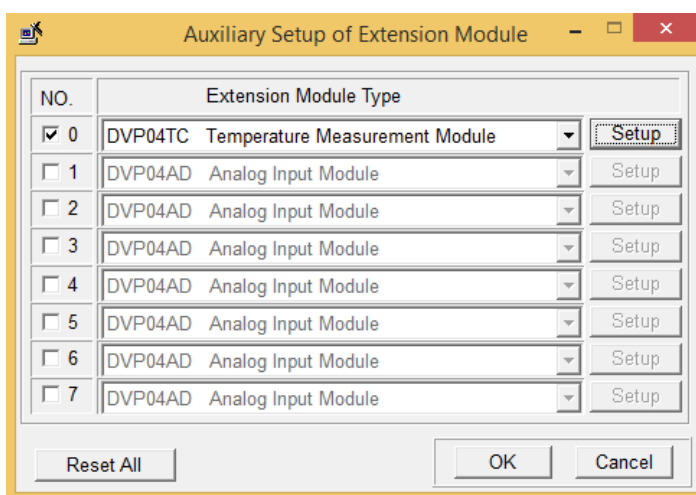 Auxiliary Setup of Extension Module
NO. Extension Module Type
0 DVP04TC Temperature Measurement Module Setup
1 DVP04AD Analog Input Module Setup
2 DVP04AD Analog Input Module Setup
3 DVP04AD Analog Input Module Setup
4 DVP04AD Analog Input Module Setup
5 DVP04AD Analog Input Module Setup
6 DVP04AD Analog Input Module Setup
7 DVP04AD Analog Input Module Setup
Reset All OK Cancel